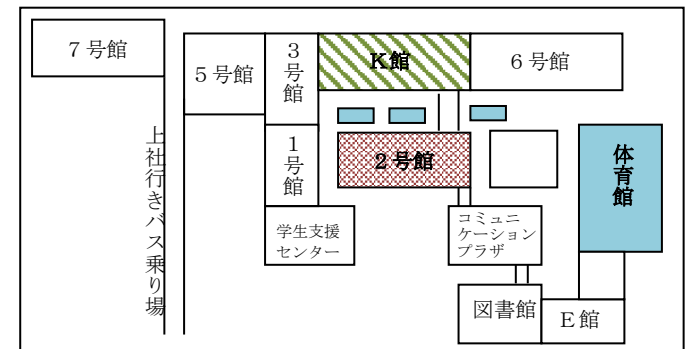 ７号館
５号館
３号館
K館
６号館
１号館
２号館
体育館
上社行きバス乗り場
学生支援
センター
コミュニ
ケーション
プラザ
図書館
Ｅ館